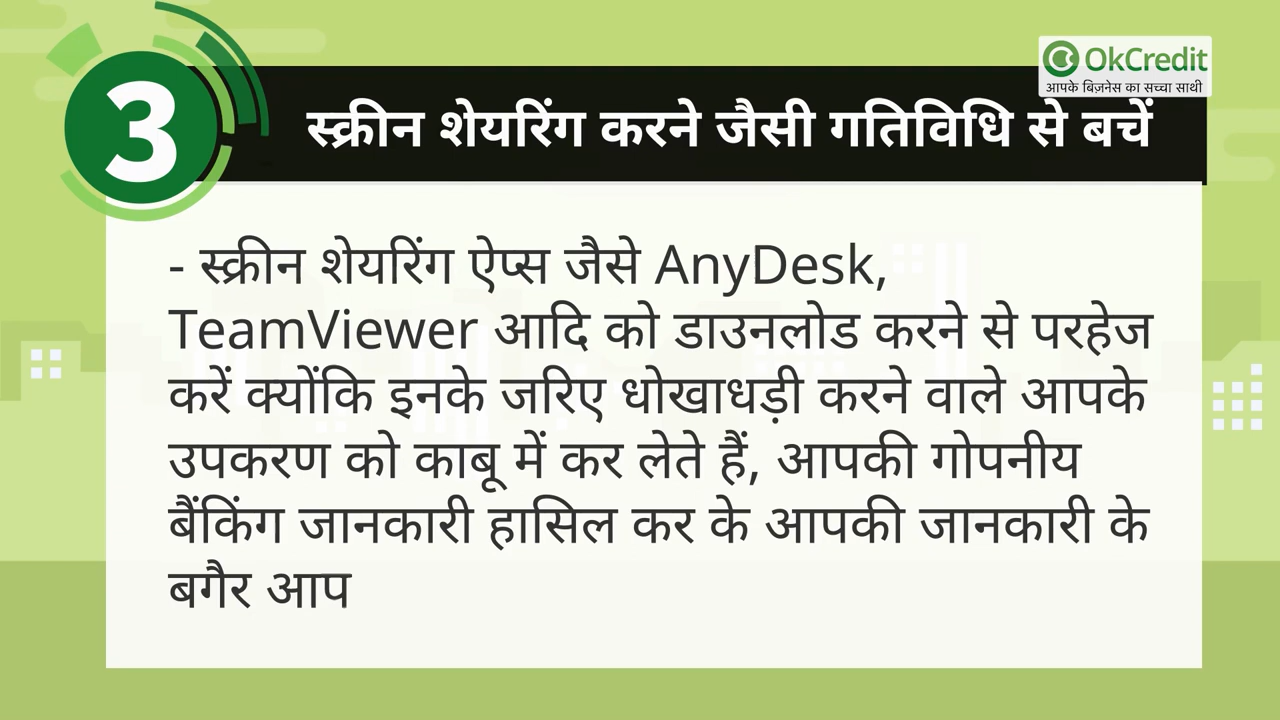 3
OkCredit
आपके बिज़नेस का सच्चा साथी
स्क्रीन शेयरिंग करने जैसी गतिविधि से बचें
- स्क्रीन शेयरिंग ऐप्स जैसे AnyDesk,
TeamViewer आदि को डाउनलोड करने से परहेज
करें क्योंकि इनके जरिए धोखाधड़ी करने वाले आपके
उपकरण को काबू में कर लेते हैं, आपकी गोपनीय
बैंकिंग जानकारी हासिल कर के आपकी जानकारी के
बगैर आप